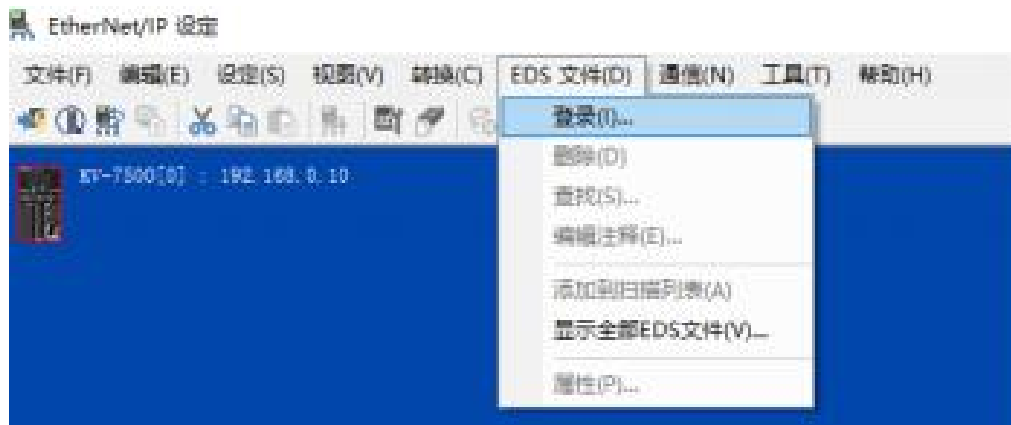 EtherNet/IP 设定
文件(F) 编辑(E) 设定(S) 视图(V) 转换(C) EDS 文件(D) 通信(N) 工具(T) 帮助(H)
登录(I)...
KV-7500[0] : 192.168.0.10
删除(D)
查找(S)...
编辑注释(E)...
添加到扫描列表(A)
显示全部EDS文件(V)...
属性(P)...